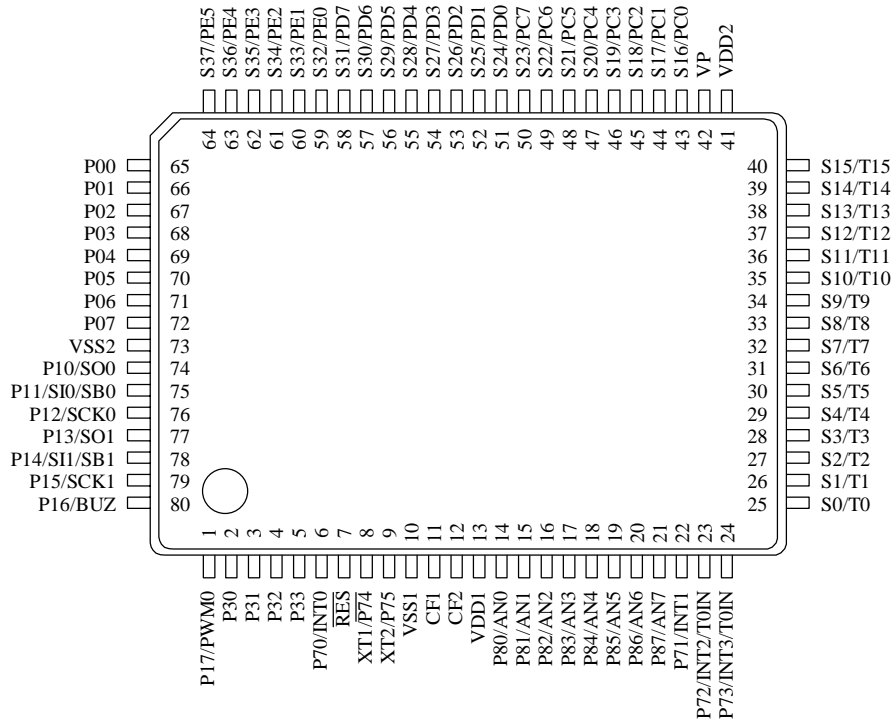 S37/PE5
S36/PE4
S35/PE3
S34/PE2
S33/PE1
S32/PE0
S31/PD7
S30/PD6
S29/PD5
S28/PD4
S27/PD3
S26/PD2
S25/PD1
S24/PD0
S23/PC7
S22/PC6
S21/PC5
S20/PC4
S19/PC3
S18/PC2
S17/PC1
S16/PC0
VP
VDD2
64
63
62
61
60
59
58
57
56
55
54
53
52
51
50
49
48
47
46
45
44
43
42
41
P00 65
P01 66
P02 67
P03 68
P04 69
P05 70
P06 71
P07 72
VSS2 73
P10/SO0 74
P11/SI0/SB0 75
P12/SCK0 76
P13/SO1 77
P14/SI1/SB1 78
P15/SCK1 79
P16/BUZ 80
40 S15/T15
39 S14/T14
38 S13/T13
37 S12/T12
36 S11/T11
35 S10/T10
34 S9/T9
33 S8/T8
32 S7/T7
31 S6/T6
30 S5/T5
29 S4/T4
28 S3/T3
27 S2/T2
26 S1/T1
25 S0/T0
1
2
3
4
5
6
7
8
9
10
11
12
13
14
15
16
17
18
19
20
21
22
23
24
P17/PWM0
P30
P31
P32
P33
P70/INT0
RES
XT1/P74
XT2/P75
VSS1
CF1
CF2
VDD1
P80/AN0
P81/AN1
P82/AN2
P83/AN3
P84/AN4
P85/AN5
P86/AN6
P87/AN7
P71/INT1
P72/INT2/T0IN
P73/INT3/T0IN